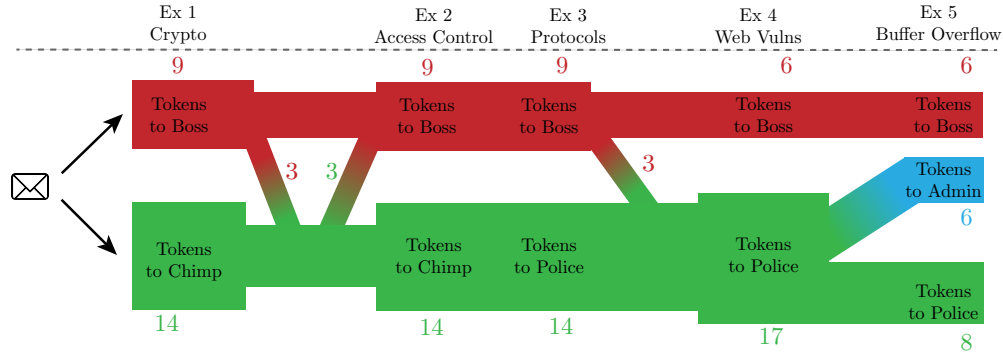 Ex 1
Crypto
Ex 2
Access Control
Ex 3
Protocols
Ex 4
Web Vulns
Ex 5
Buffer Overflow
9
9
9
6
6
Tokens
to Boss
Tokens
to Boss
Tokens
to Boss
Tokens
to Boss
Tokens
to Boss
3
3
3
Tokens
to Admin
6
Tokens
to Chimp
Tokens
to Chimp
Tokens
to Police
Tokens
to Police
Tokens
to Police
14
14
14
17
8